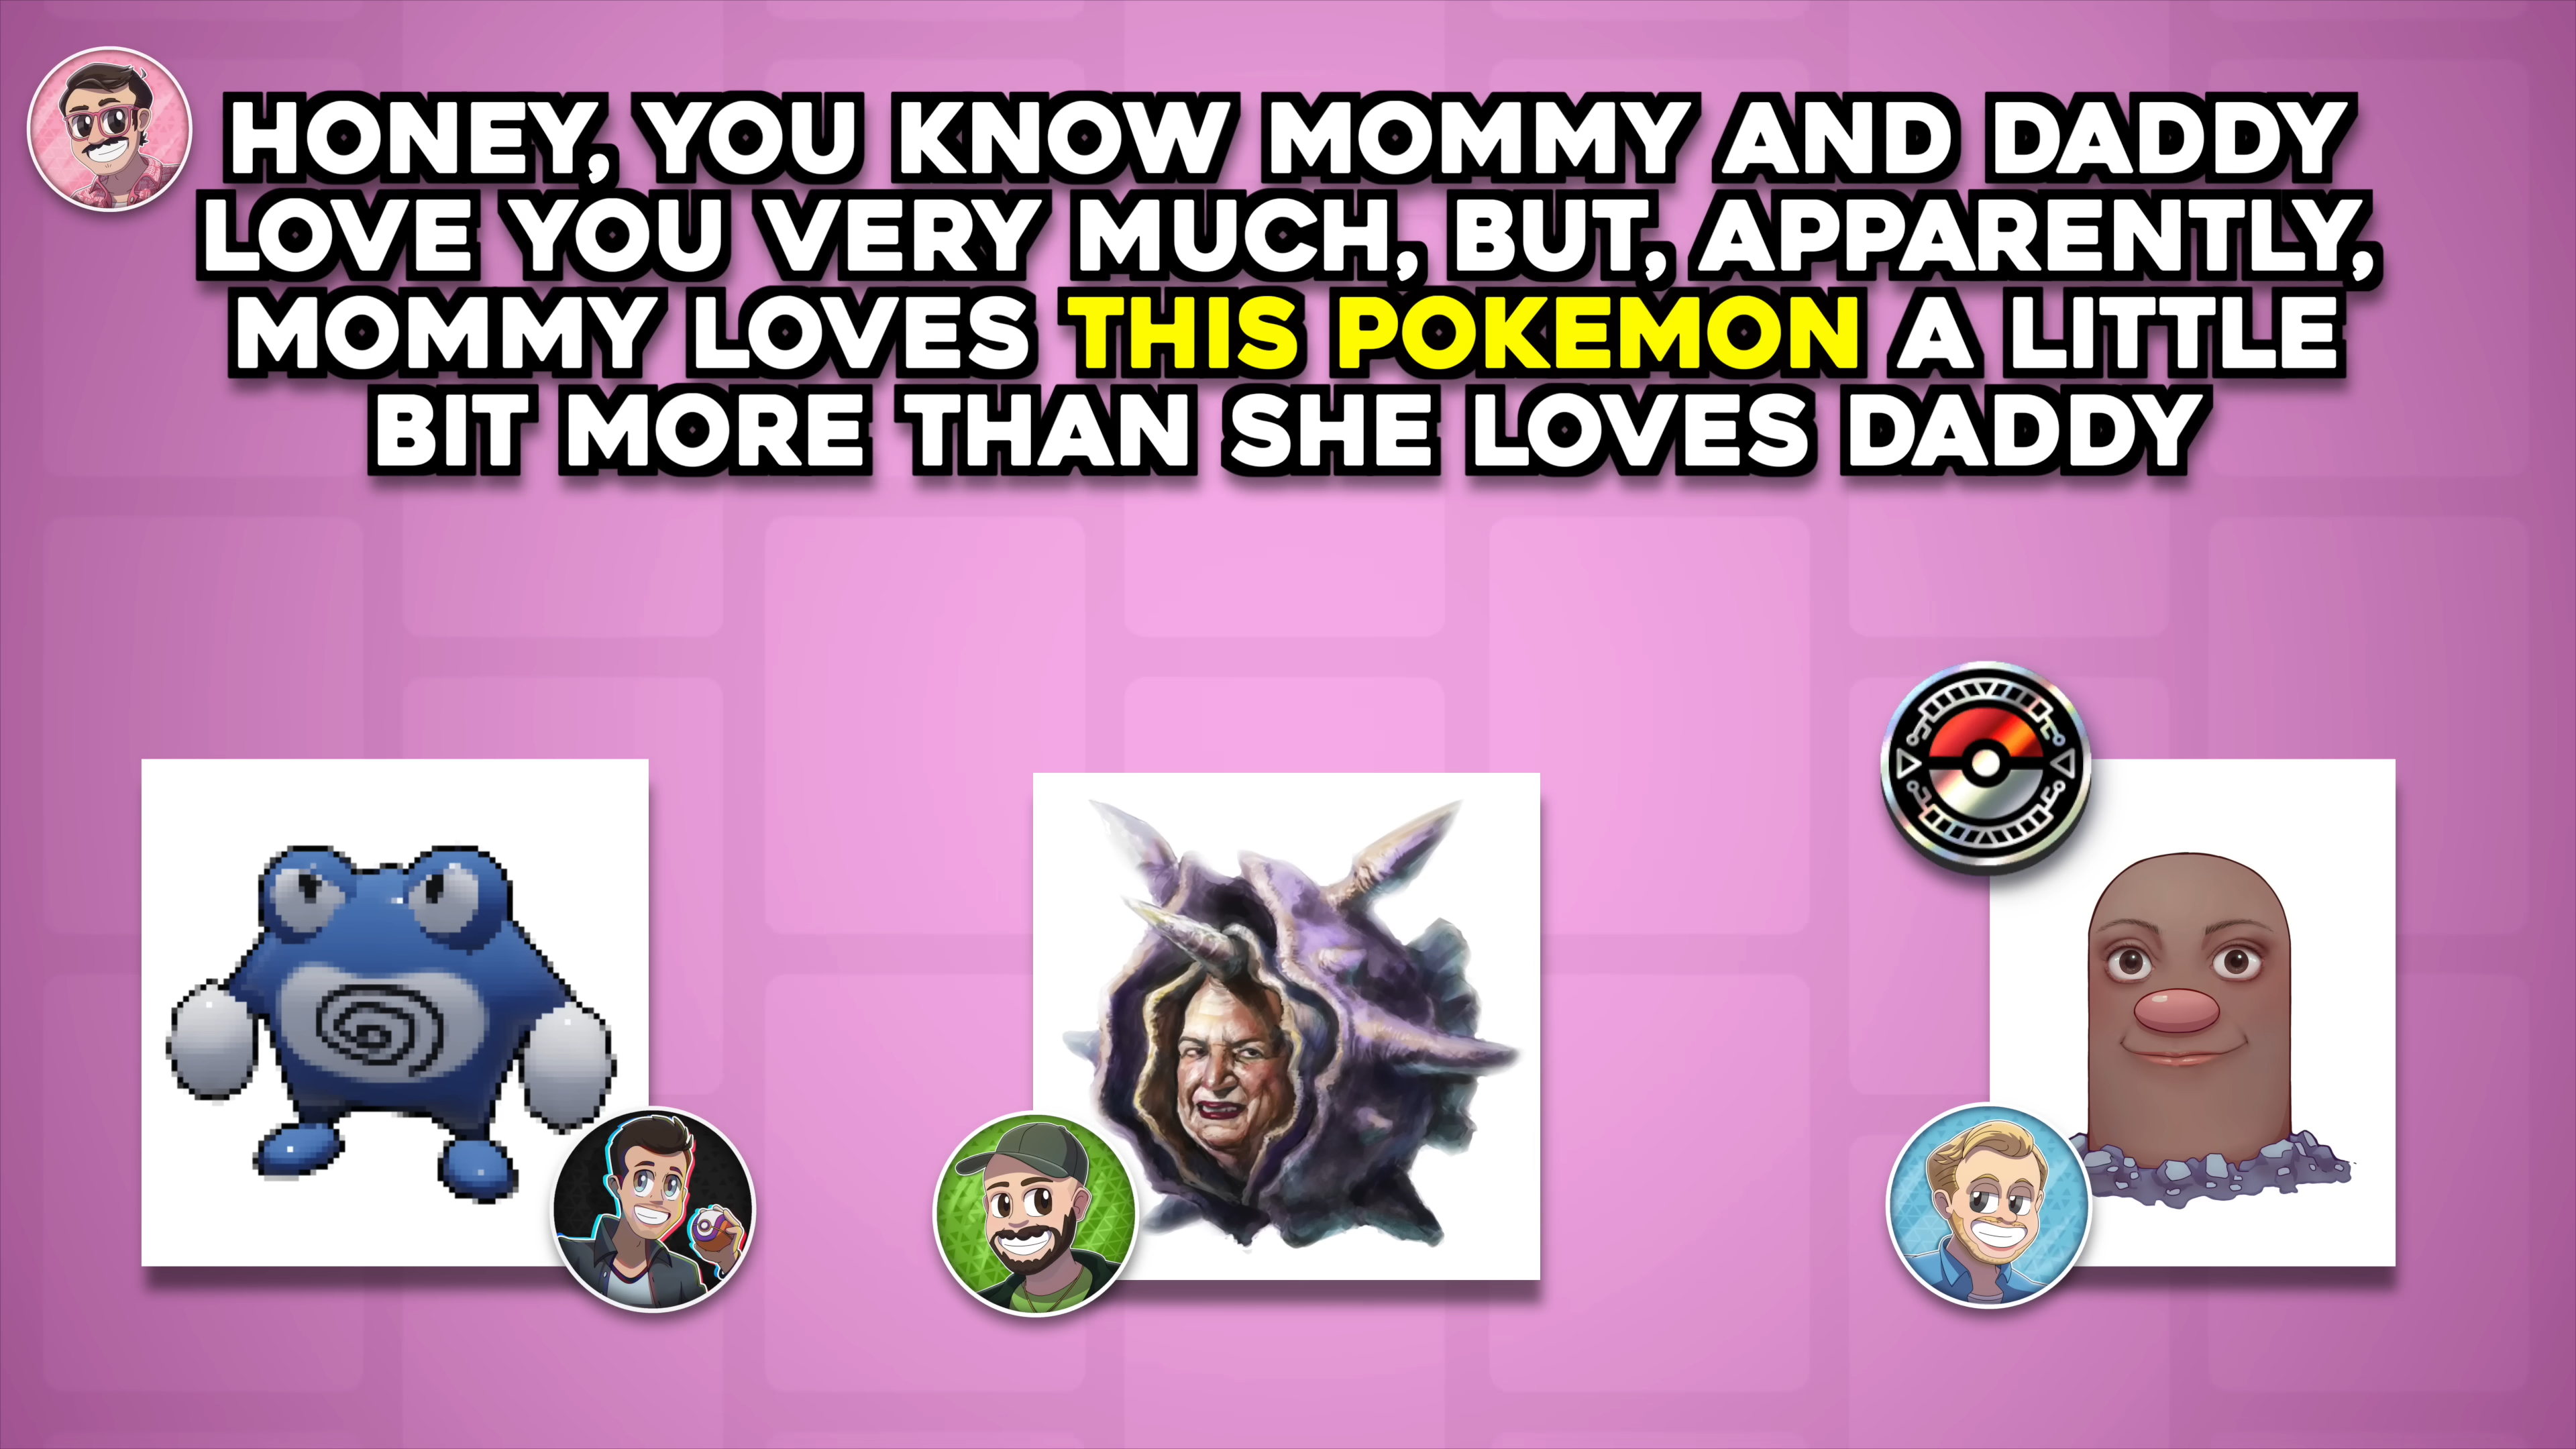 HONEY, YOU KNOW MOMMY AND DADDY
LOVE YOU VERY MUCH, BUT, APPARENTLY,
MOMMY LOVES THIS POKEMON A LITTLE
BIT MORE THAN SHE LOVES DADDY